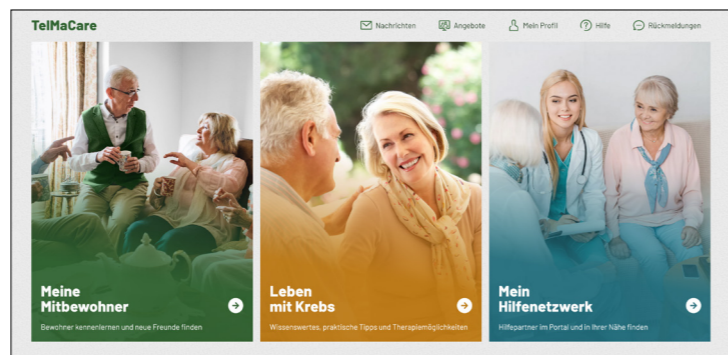 TelMaCare
Nachrichten
Angebote
Mein Profil
Hilfe
Rückmeldungen
Meine
Mitbewohner
Bewohner kennenlernen und neue Freunde finden
Leben
mit Krebs
Wissenswertes, praktische Tipps und Therapiemöglichkeiten
Mein
Hilfenetzwerk
Hilfepartner im Portal und in Ihrer Nähe finden